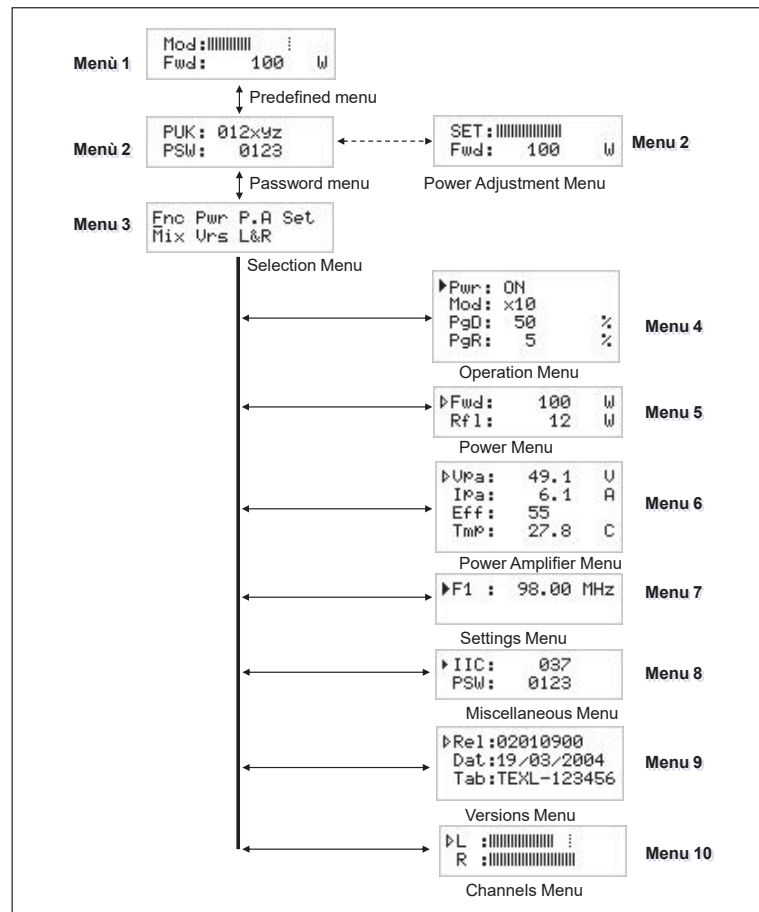 Menù 1
Mod:
Fwd: 100 W
Predefined menu
Menù 2
PUK: 012xyz
PSW: 0123
SET:
Fwd: 100 W
Menu 2
Password menu
Power Adjustment Menu
Menu 3
Fnc Pwr P.A Set
Mix Vrs L&R
Selection Menu
Pwr: ON
Mod: x10
PgD: 50 %
PgR: 5 %
Menu 4
Operation Menu
Fwd: 100 W
Rfl: 12 W
Menu 5
Power Menu
Vpa: 49.1 V
Ipa: 6.1 A
Eff: 55
Tmp: 27.8 C
Menu 6
Power Amplifier Menu
F1 : 98.00 MHz
Menu 7
Settings Menu
IIC: 037
PSW: 0123
Menu 8
Miscellaneous Menu
Rel:02010900
Dat:19/03/2004
Tab:TEXL-123456
Menu 9
Versions Menu
L :
R :
Menu 10
Channels Menu